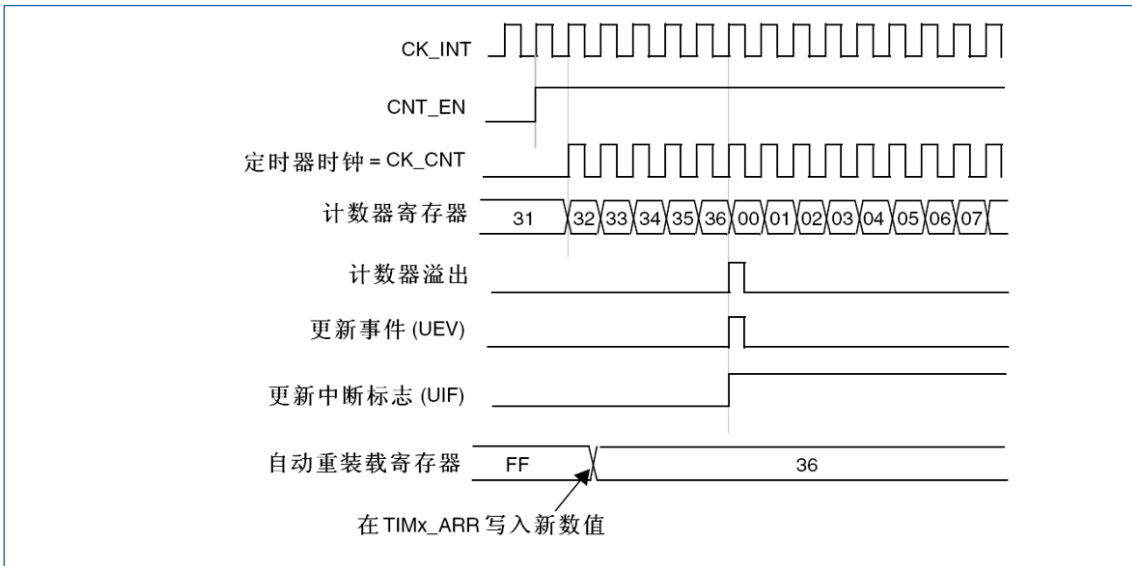 CK_INT
CNT_EN
定时器时钟 = CK_CNT
计数器寄存器 31 32 33 34 35 36 00 01 02 03 04 05 06 07
计数器溢出
更新事件 (UEV)
更新中断标志 (UIF)
自动重装载寄存器 FF 36
在 TIMx_ARR 写入新数值